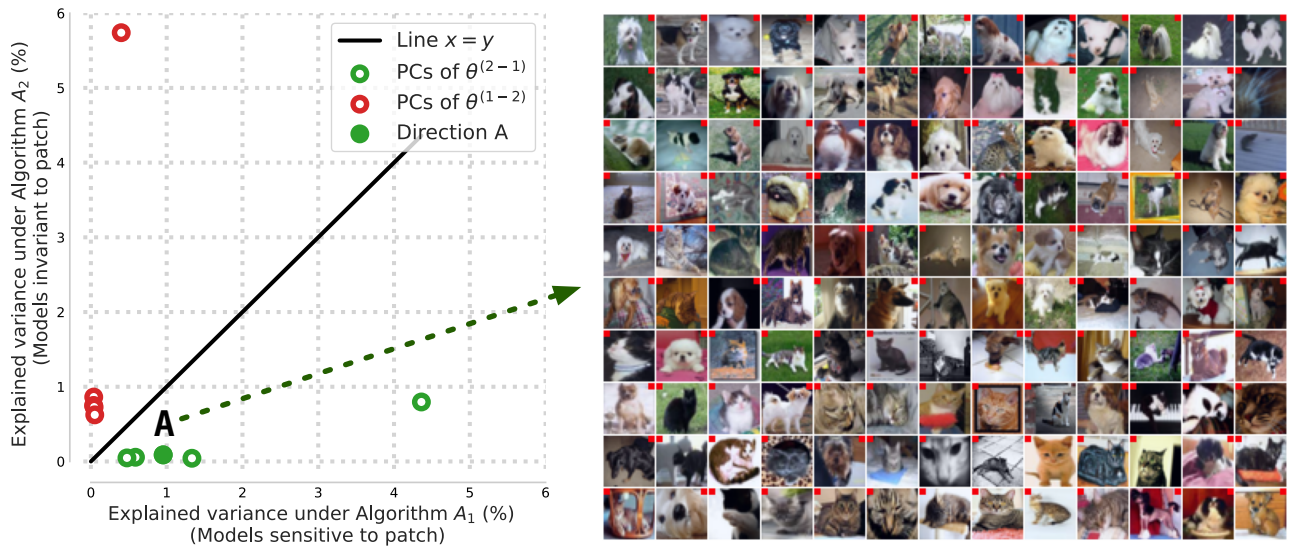 6
5
4
3
2
1
0
Explained variance under Algorithm A₂ (%)
(Models invariant to patch)
Line x = y
PCs of θ⁽²⁻¹⁾
PCs of θ⁽¹⁻²⁾
Direction A
A
0 1 2 3 4 5 6
Explained variance under Algorithm A₁ (%)
(Models sensitive to patch)